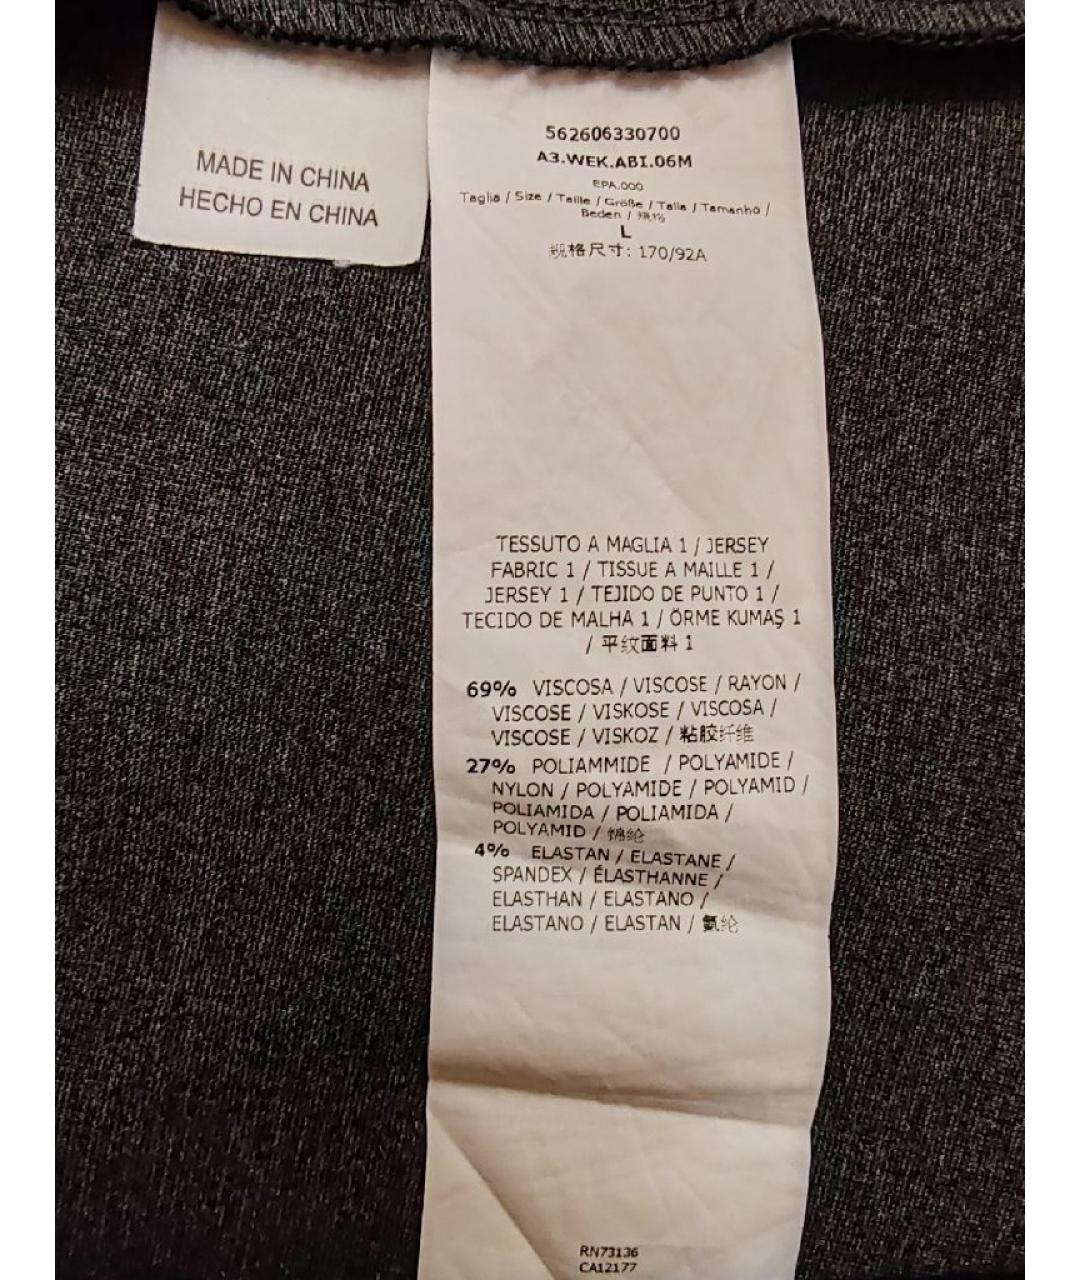 MADE IN CHINA
HECHO EN CHINA
562606330700
A3.WEK.ABI.06M
EPA.000
Taglia / Size / Taille / Größe / Talla / Tamanho /
Beden / 规格
L
规格尺寸: 170/92A
TESSUTO A MAGLIA 1 / JERSEY
FABRIC 1 / TISSUE A MAILLE 1 /
JERSEY 1 / TEJIDO DE PUNTO 1 /
TECIDO DE MALHA 1 / ÖRME KUMAŞ 1
/ 平纹面料 1
69% VISCOSA / VISCOSE / RAYON /
VISCOSE / VISKOSE / VISCOSA /
VISCOSE / VISKOZ / 粘胶纤维
27% POLIAMMIDE / POLYAMIDE /
NYLON / POLYAMIDE / POLYAMID /
POLIAMIDA / POLIAMIDA /
POLYAMID / 锦纶
4% ELASTAN / ELASTANE /
SPANDEX / ÉLASTHANNE /
ELASTHAN / ELASTANO /
ELASTANO / ELASTAN / 氨纶
RN73136
CA12177